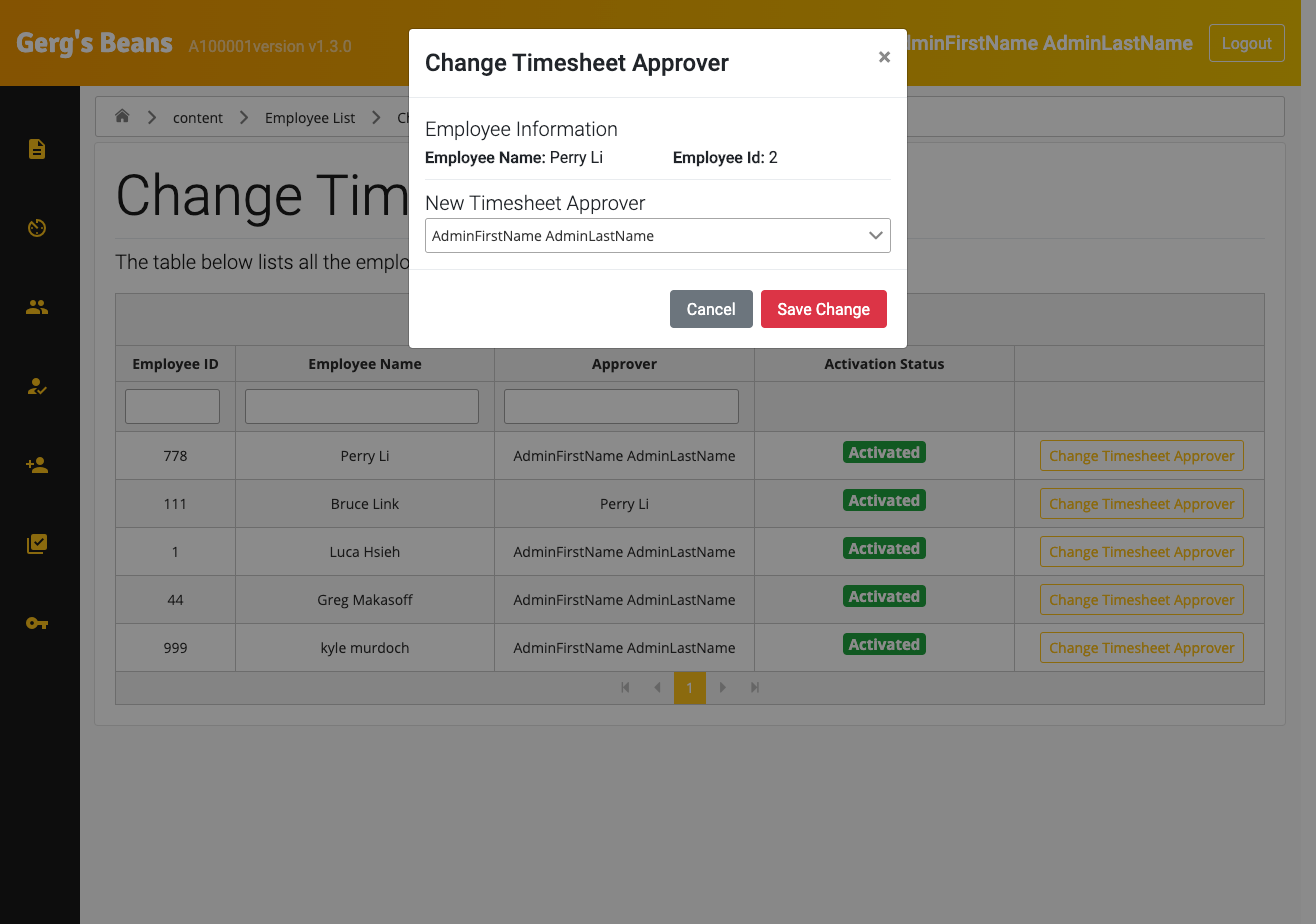 Gerg's Beans A100001version v1.3.0
minFirstName AdminLastName
Logout
Change Timesheet Approver ×
Employee Information
Employee Name: Perry Li Employee Id: 2
New Timesheet Approver
AdminFirstName AdminLastName
Cancel Save Change
content Employee List
Change Tim
The table below lists all the emplo
Employee ID Employee Name Approver Activation Status
778 Perry Li AdminFirstName AdminLastName Activated Change Timesheet Approver
111 Bruce Link Perry Li Activated Change Timesheet Approver
1 Luca Hsieh AdminFirstName AdminLastName Activated Change Timesheet Approver
44 Greg Makasoff AdminFirstName AdminLastName Activated Change Timesheet Approver
999 kyle murdoch AdminFirstName AdminLastName Activated Change Timesheet Approver
1